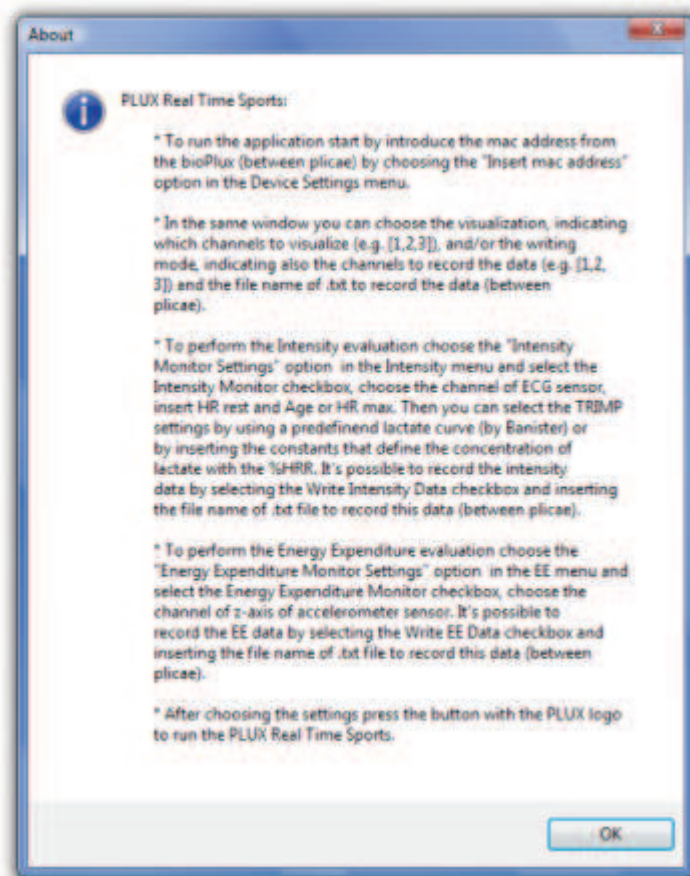 About
PLUX Real Time Sports:
* To run the application start by introduce the mac address from
the bioPlux (between plicae) by choosing the "Insert mac address"
option in the Device Settings menu.
* In the same window you can choose the visualization, indicating
which channels to visualize (e.g. [1,2,3]), and/or the writing
mode, indicating also the channels to record the data (e.g. [1,2,
3]) and the file name of .txt to record the data (between
plicae).
* To perform the Intensity evaluation choose the "Intensity
Monitor Settings" option in the Intensity menu and select the
Intensity Monitor checkbox, choose the channel of ECG sensor,
insert HR rest and Age or HR max. Then you can select the TRIMP
settings by using a predefinend lactate curve (by Banister) or
by inserting the constants that define the concentration of
lactate with the %HRR. It's possible to record the intensity
data by selecting the Write Intensity Data checkbox and inserting
the file name of .txt file to record this data (between plicae).
* To perform the Energy Expenditure evaluation choose the
"Energy Expenditure Monitor Settings" option in the EE menu and
select the Energy Expenditure Monitor checkbox, choose the
channel of z-axis of accelerometer sensor. It's possible to
record the EE data by selecting the Write EE Data checkbox and
inserting the file name of .txt file to record this data (between
plicae).
* After choosing the settings press the button with the PLUX logo
to run the PLUX Real Time Sports.
OK